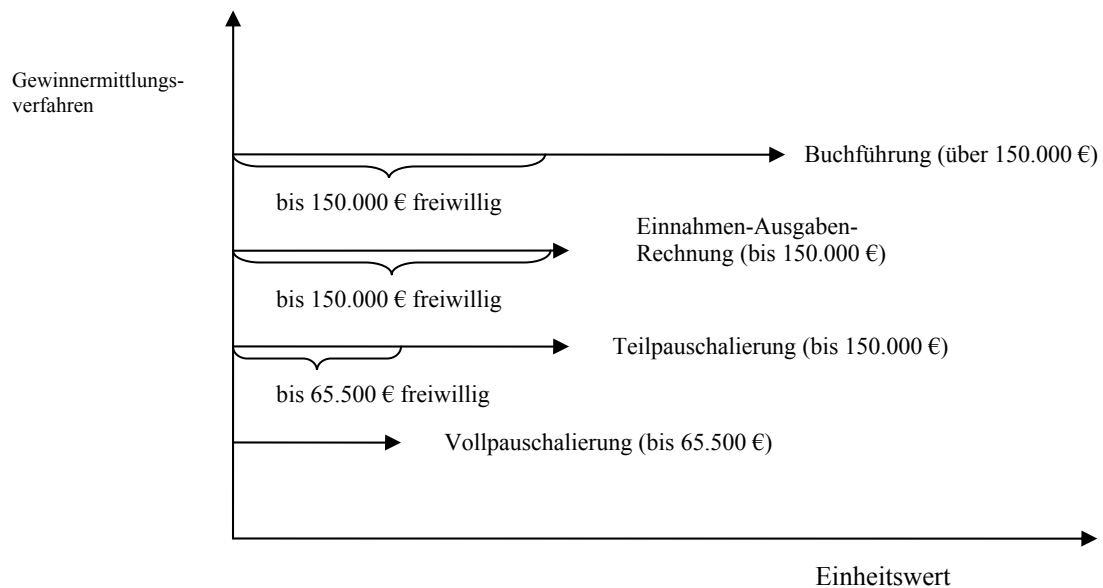 Gewinnermittlungs-
verfahren
Buchführung (über 150.000 €)
bis 150.000 € freiwillig
Einnahmen-Ausgaben-
Rechnung (bis 150.000 €)
bis 150.000 € freiwillig
Teilpauschalierung (bis 150.000 €)
bis 65.500 € freiwillig
Vollpauschalierung (bis 65.500 €)
Einheitswert